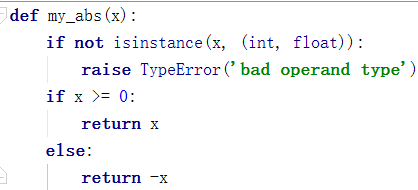 def my_abs(x):
    if not isinstance(x, (int, float)):
        raise TypeError('bad operand type')
    if x >= 0:
        return x
    else:
        return -x